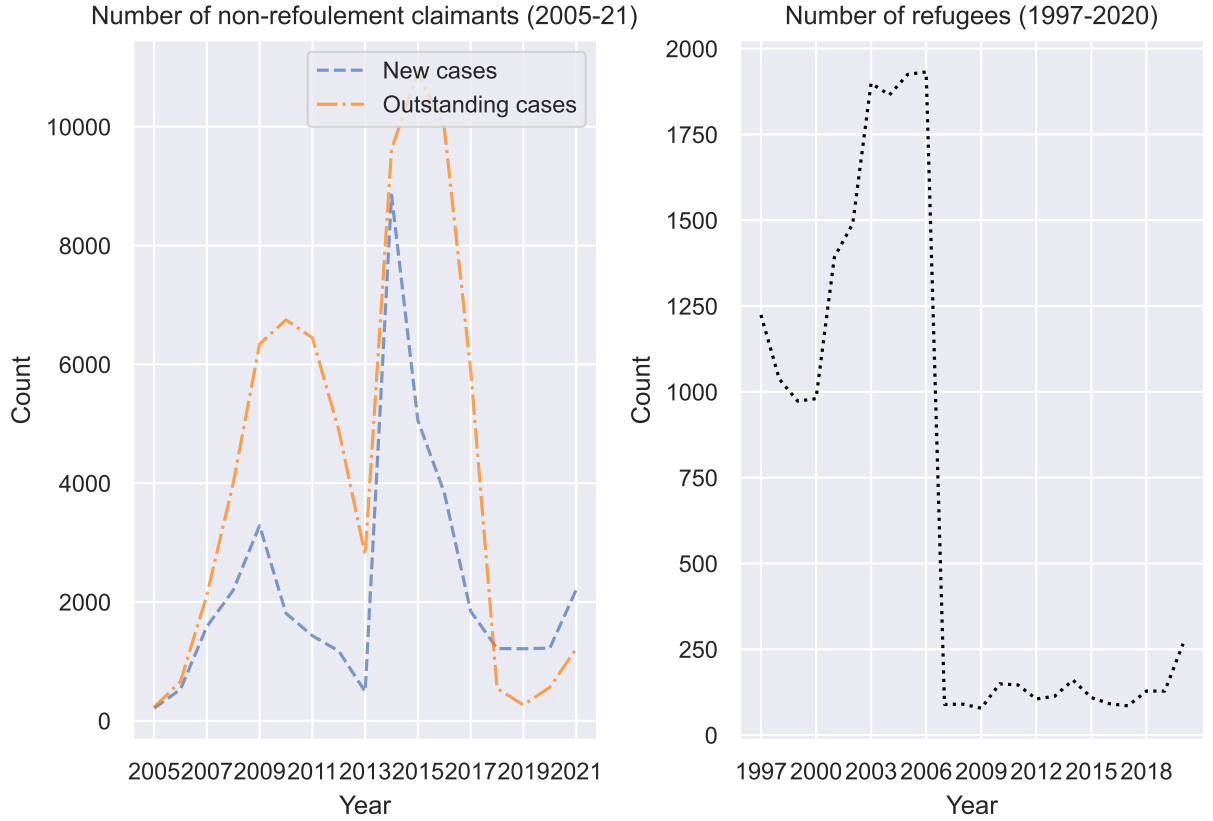 Number of non-refoulement claimants (2005-21)
New cases
Outstanding cases
10000
8000
6000
4000
2000
0
Count
2005 2007 2009 2011 2013 2015 2017 2019 2021
Year
Number of refugees (1997-2020)
2000
1750
1500
1250
1000
750
500
250
0
Count
1997 2000 2003 2006 2009 2012 2015 2018
Year